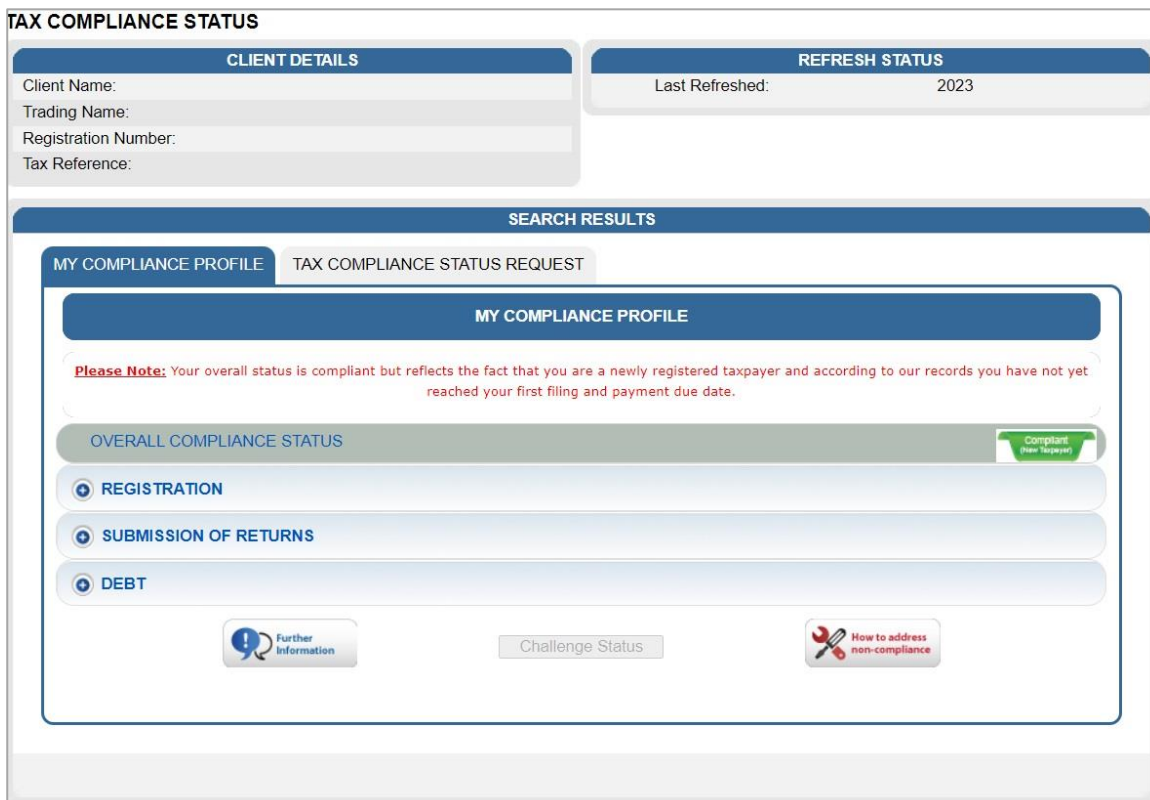 TAX COMPLIANCE STATUS
CLIENT DETAILS
Client Name:
Trading Name:
Registration Number:
Tax Reference:
REFRESH STATUS
Last Refreshed: 2023
SEARCH RESULTS
MY COMPLIANCE PROFILE
TAX COMPLIANCE STATUS REQUEST
MY COMPLIANCE PROFILE
Please Note: Your overall status is compliant but reflects the fact that you are a newly registered taxpayer and according to our records you have not yet
reached your first filing and payment due date.
OVERALL COMPLIANCE STATUS
Compliant
(New Taxpayer)
REGISTRATION
SUBMISSION OF RETURNS
DEBT
Further
Information
Challenge Status
How to address
non-compliance